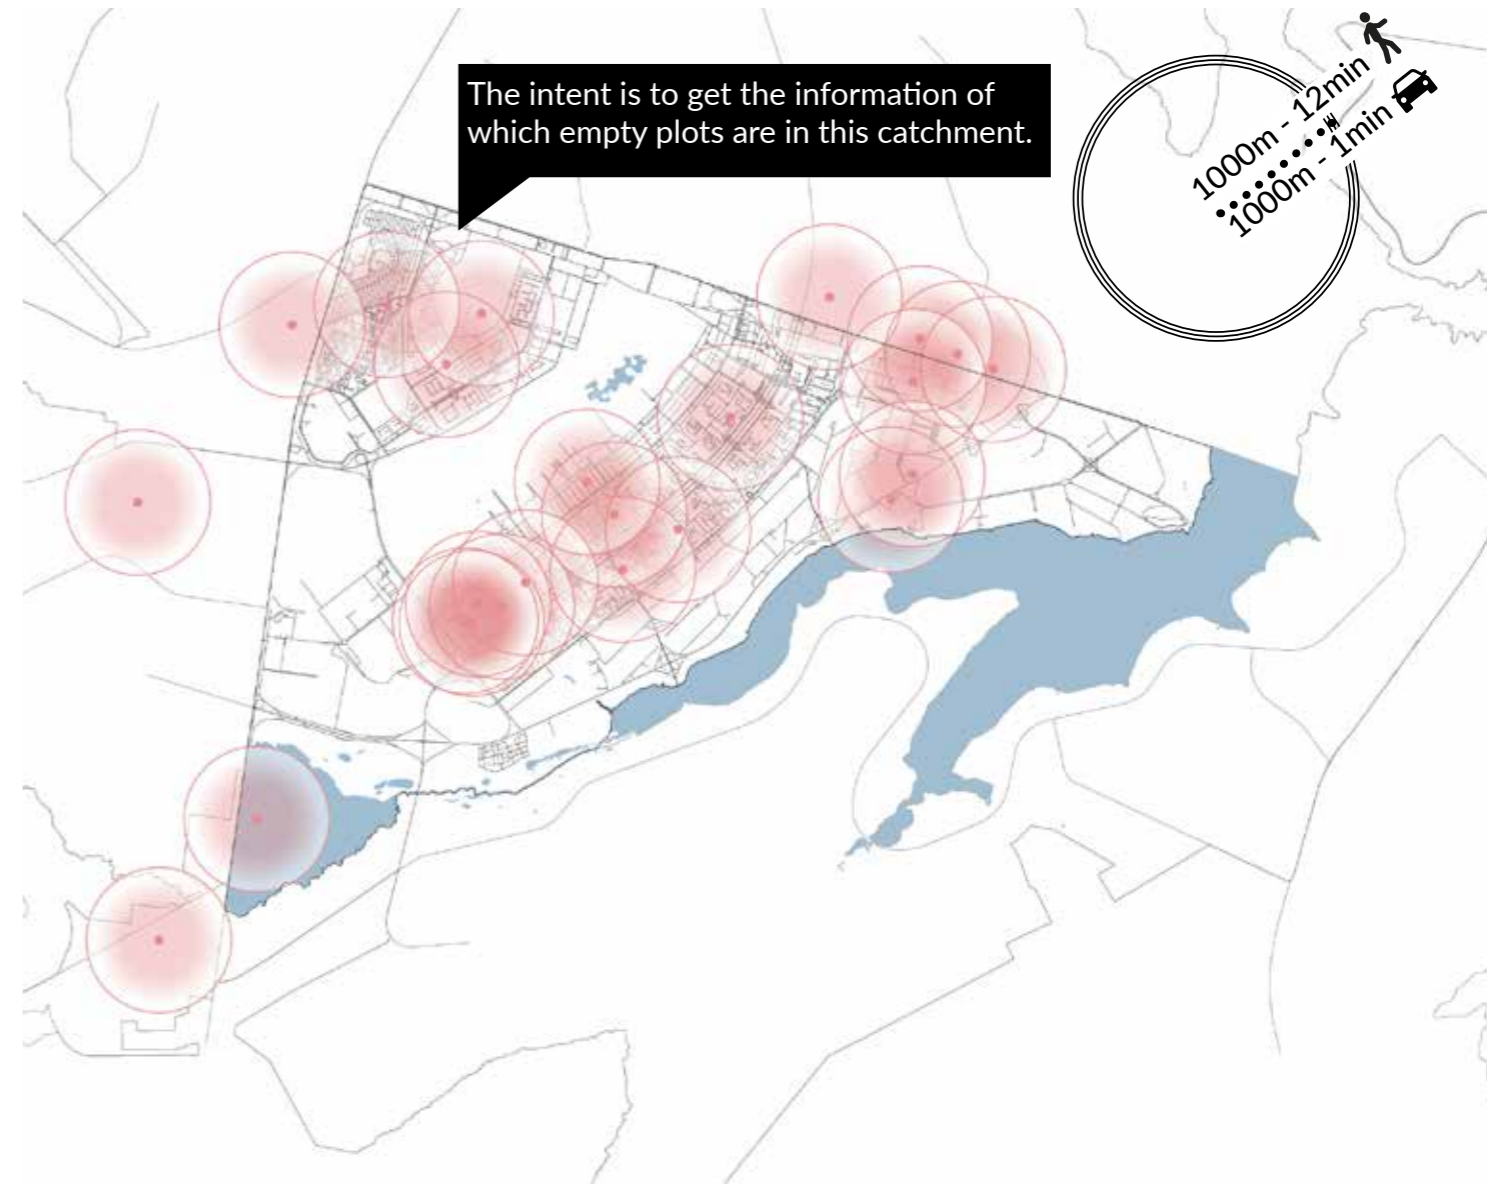 The intent is to get the information of
which empty plots are in this catchment.
1000m - 12min
1000m - 1min